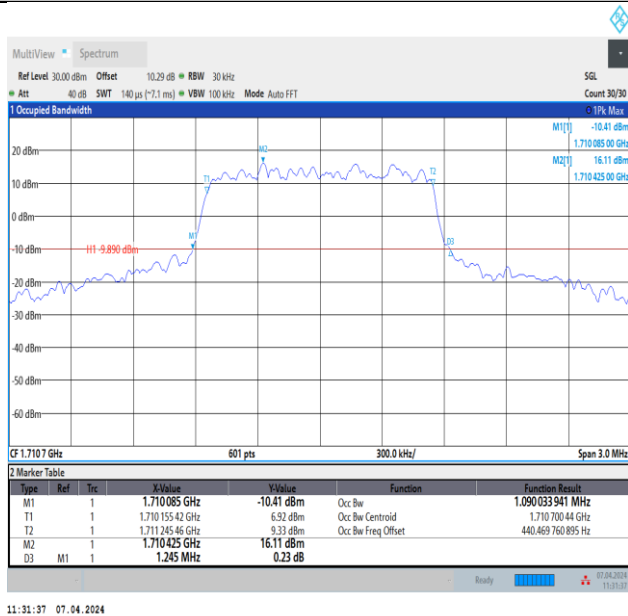 MultiView Spectrum
Ref Level 30.00 dBm Offset 10.29 dB RBW 30 kHz SGL
Att 40 dB SWT 140 µs (~7.1 ms) VBW 100 kHz Mode Auto FFT Count 30/30
1 Occupied Bandwidth 1Pk Max
M1[1] -10.41 dBm
1.710 085 00 GHz
M2[1] 16.11 dBm
1.710 425 00 GHz
20 dBm
M2
T1
T2
10 dBm
0 dBm
M1
D3
-10 dBm
H1 -9.890 dBm
-20 dBm
-30 dBm
-40 dBm
-50 dBm
-60 dBm
CF 1.710 7 GHz 601 pts 300.0 kHz/ Span 3.0 MHz
2 Marker Table
Type Ref Trc X-Value Y-Value Function Function Result
M1 1 1.710 085 GHz -10.41 dBm Occ Bw 1.090 033 941 MHz
T1 1 1.710 155 42 GHz 6.92 dBm Occ Bw Centroid 1.710 700 44 GHz
T2 1 1.711 245 46 GHz 9.33 dBm Occ Bw Freq Offset 440.469 760 895 Hz
M2 1 1.710 425 GHz 16.11 dBm
D3 M1 1 1.245 MHz 0.23 dB
Ready 07.04.2024
11:31:37
11:31:37 07.04.2024